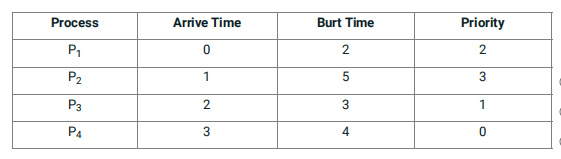 Process Arrive Time Burt Time Priority
P₁ 0 2 2
P₂ 1 5 3
P₃ 2 3 1
P₄ 3 4 0